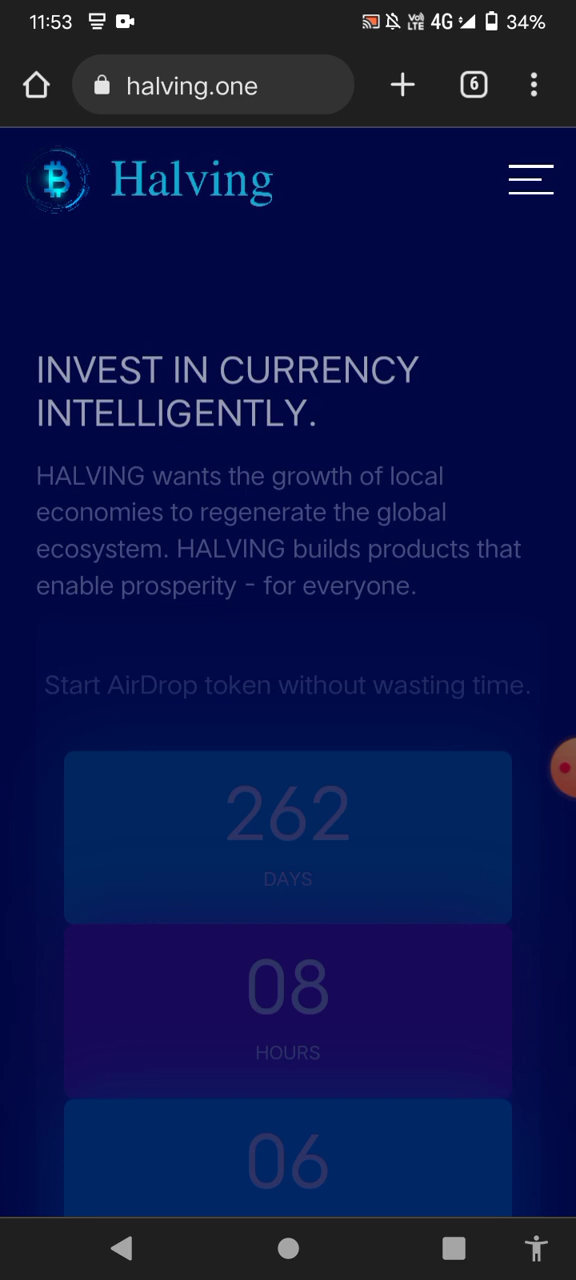 11:53 Vo) LTE 4G 34%
halving.one 6
Halving
INVEST IN CURRENCY
INTELLIGENTLY.
HALVING wants the growth of local
economies to regenerate the global
ecosystem. HALVING builds products that
enable prosperity - for everyone.
Start AirDrop token without wasting time.
262
DAYS
08
HOURS
06